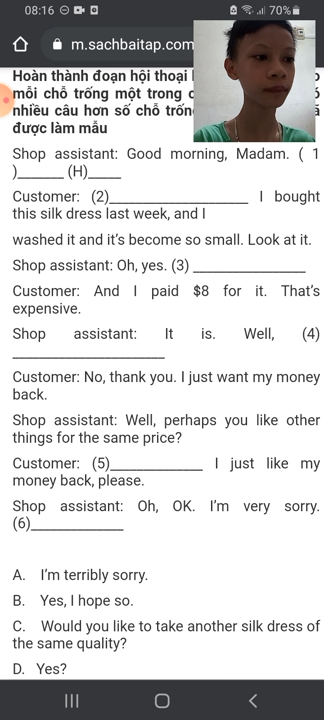 08:16
70%
m.sachbaitap.com
Hoàn thành đoạn hội thoại
mỗi chỗ trống một trong
nhiều câu hơn số chỗ
được làm mẫu
Shop assistant: Good morning, Madam. ( 1
)_______ (H)_____
Customer: (2)_____________________ I bought
this silk dress last week, and I
washed it and it's become so small. Look at it.
Shop assistant: Oh, yes. (3) _________________
Customer: And I paid $8 for it. That's
expensive.
Shop assistant: It is. Well, (4)
_______________________
Customer: No, thank you. I just want my money
back.
Shop assistant: Well, perhaps you like other
things for the same price?
Customer: (5)______________ I just like my
money back, please.
Shop assistant: Oh, OK. I'm very sorry.
(6)______________
A. I'm terribly sorry.
B. Yes, I hope so.
C. Would you like to take another silk dress of
the same quality?
D. Yes?